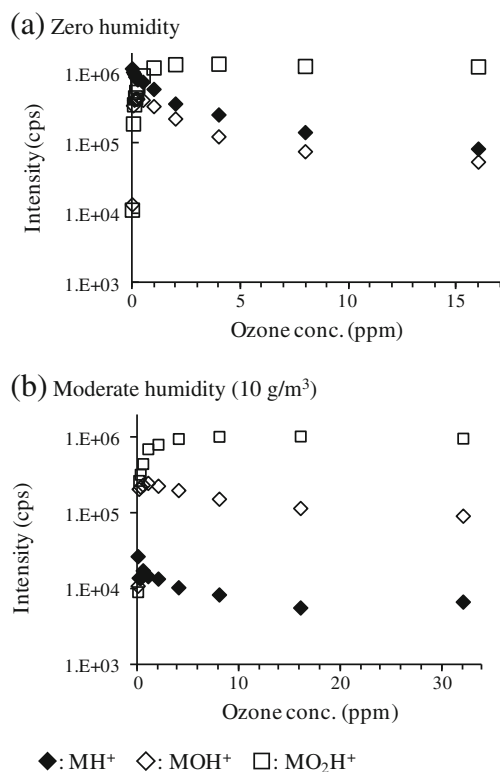 (a) Zero humidity
Intensity (cps)
1.E+06
1.E+05
1.E+04
1.E+03
0 5 10 15
Ozone conc. (ppm)
(b) Moderate humidity (10 g/m³)
Intensity (cps)
1.E+06
1.E+05
1.E+04
1.E+03
0 10 20 30
Ozone conc. (ppm)
◆: MH⁺ ◇: MOH⁺ □: MO₂H⁺